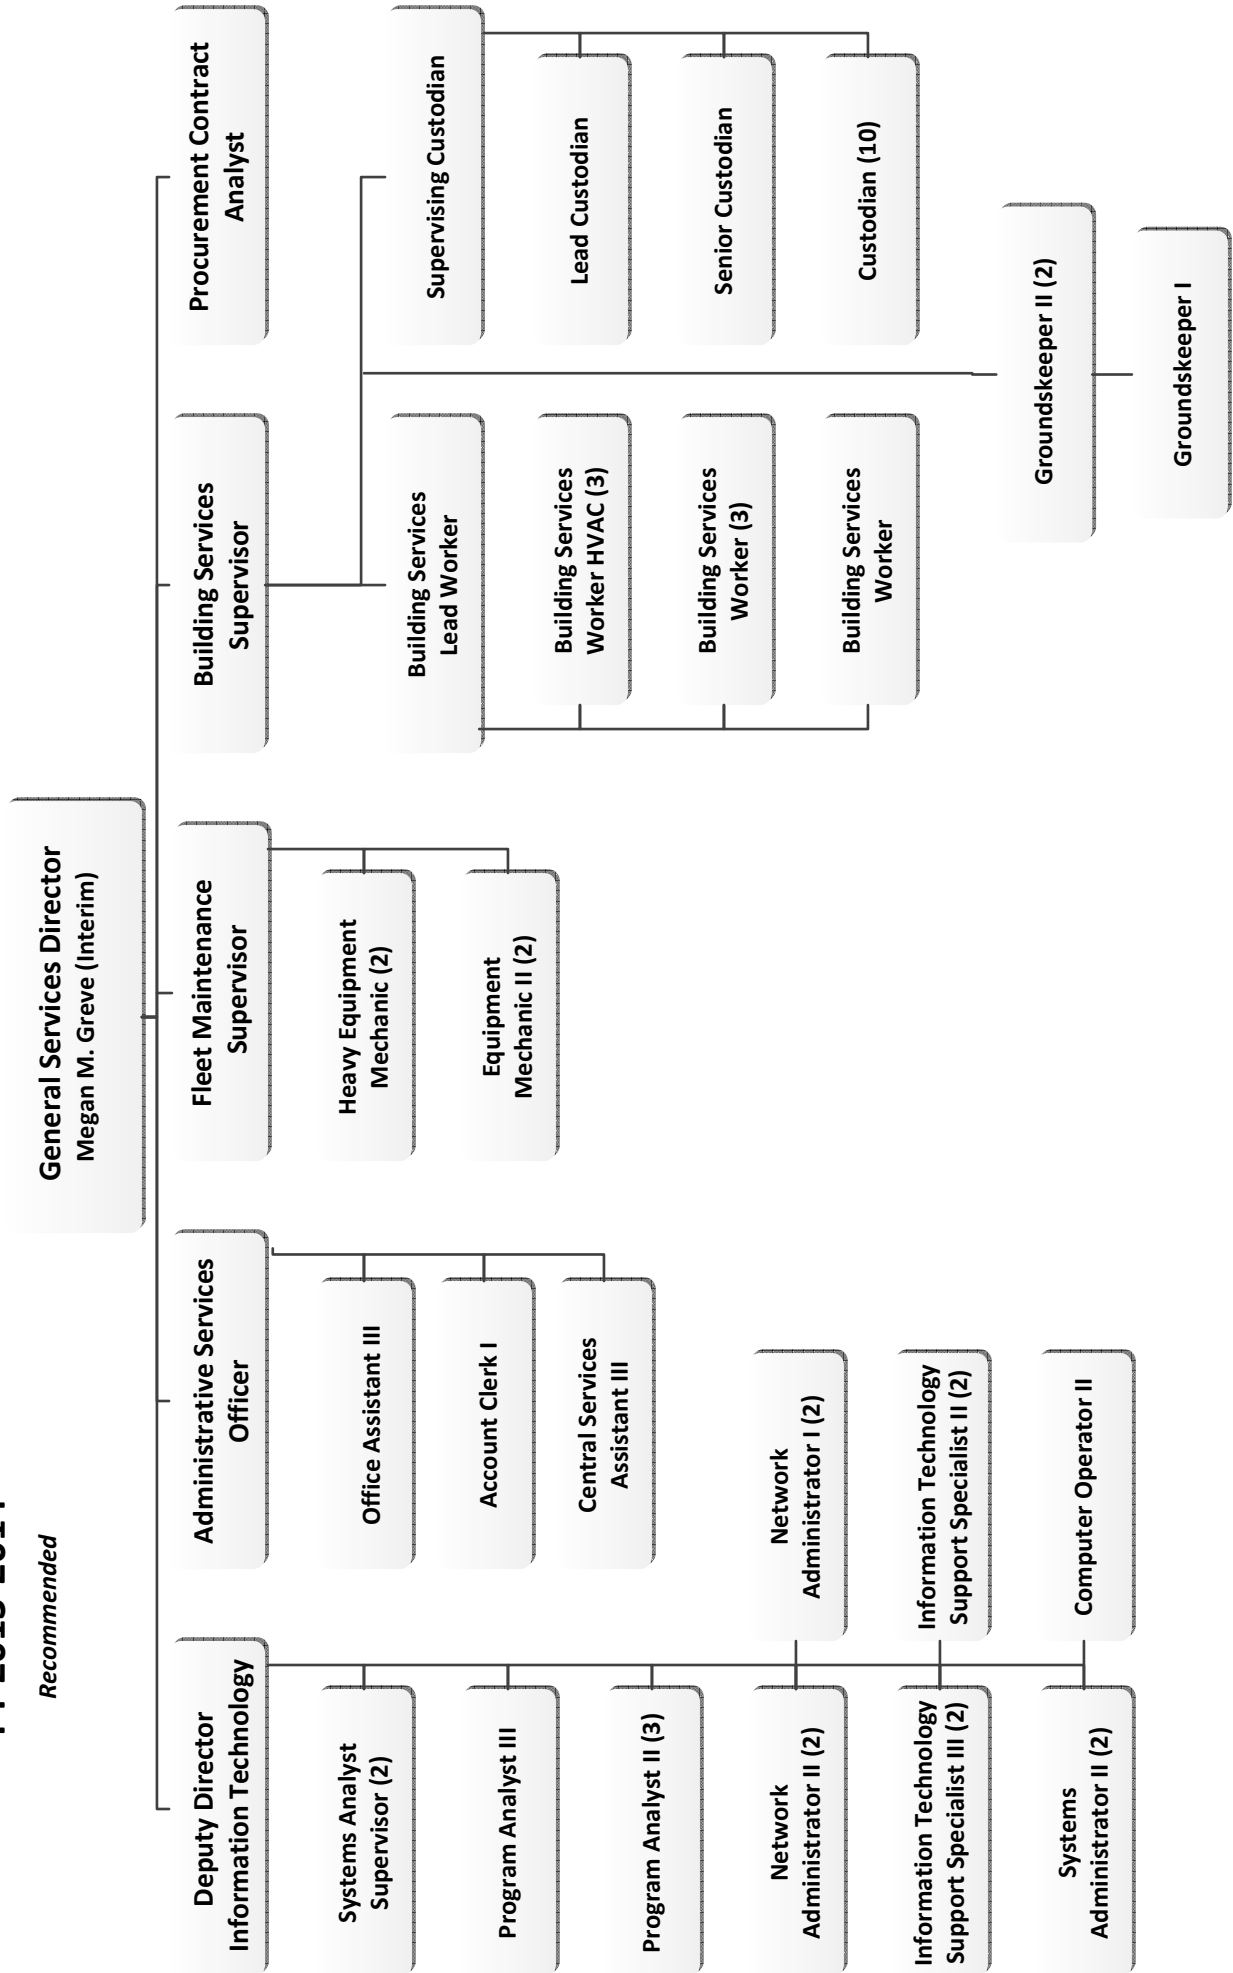 Recommended
General Services Director
Megan M. Greve (Interim)
Deputy Director
Information Technology
Systems Analyst
Supervisor (2)
Program Analyst III
Program Analyst II (3)
Network
Administrator II (2)
Network
Administrator I (2)
Information Technology
Support Specialist III (2)
Information Technology
Support Specialist II (2)
Systems
Administrator II (2)
Computer Operator II
Administrative Services
Officer
Office Assistant III
Account Clerk I
Central Services
Assistant III
Fleet Maintenance
Supervisor
Heavy Equipment
Mechanic (2)
Equipment
Mechanic II (2)
Building Services
Supervisor
Building Services
Lead Worker
Building Services
Worker HVAC (3)
Building Services
Worker (3)
Building Services
Worker
Supervising Custodian
Lead Custodian
Senior Custodian
Custodian (10)
Groundskeeper II (2)
Groundskeeper I
Procurement Contract
Analyst